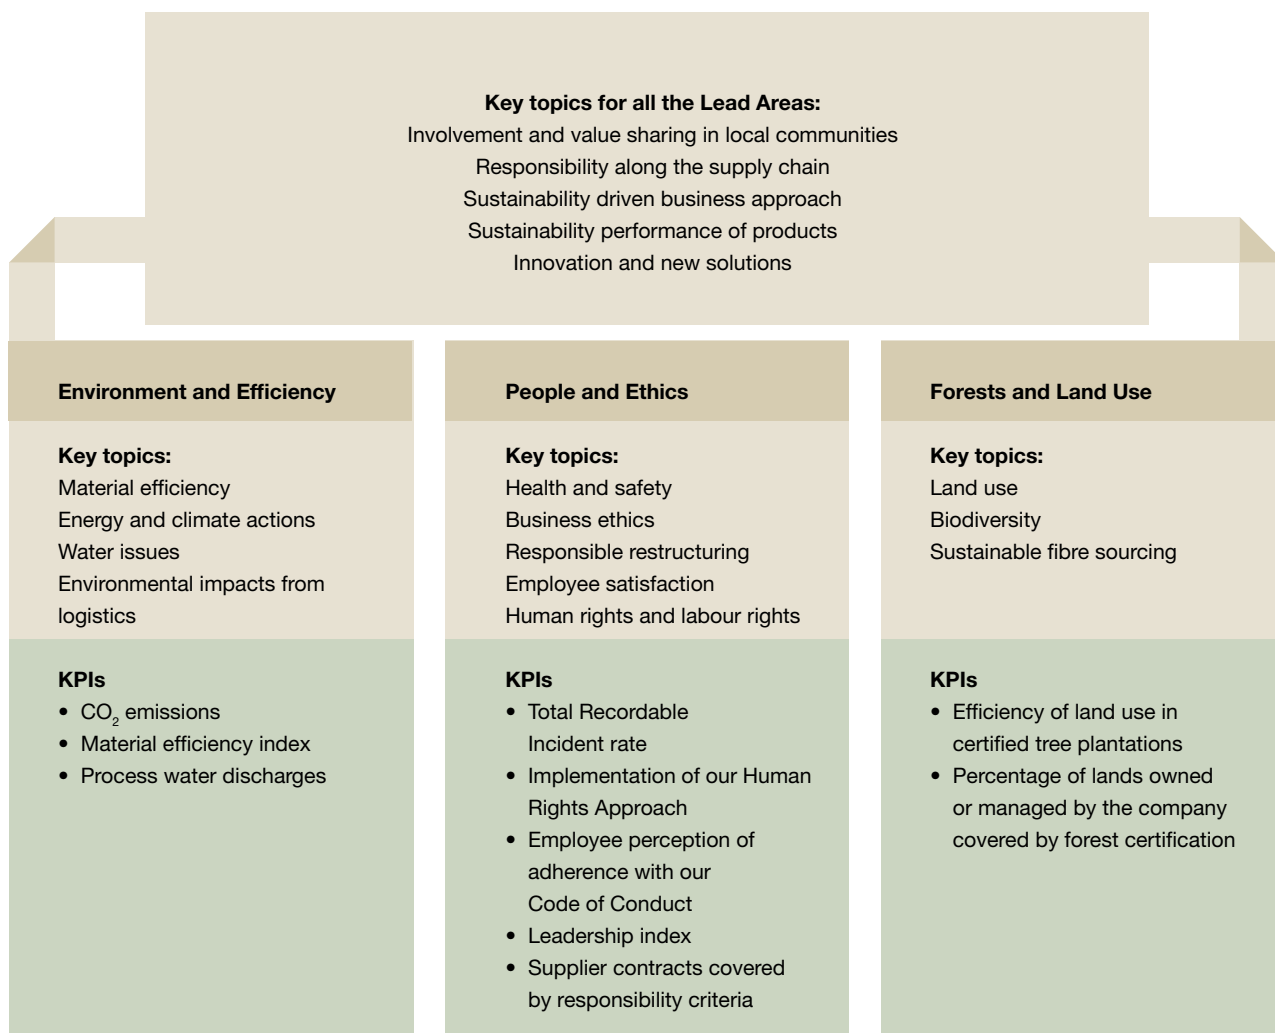 Key topics for all the Lead Areas:
Involvement and value sharing in local communities
Responsibility along the supply chain
Sustainability driven business approach
Sustainability performance of products
Innovation and new solutions
Environment and Efficiency
Key topics:
Material efficiency
Energy and climate actions
Water issues
Environmental impacts from
logistics
KPIs
• CO₂ emissions
• Material efficiency index
• Process water discharges
People and Ethics
Key topics:
Health and safety
Business ethics
Responsible restructuring
Employee satisfaction
Human rights and labour rights
KPIs
• Total Recordable
Incident rate
• Implementation of our Human
Rights Approach
• Employee perception of
adherence with our
Code of Conduct
• Leadership index
• Supplier contracts covered
by responsibility criteria
Forests and Land Use
Key topics:
Land use
Biodiversity
Sustainable fibre sourcing
KPIs
• Efficiency of land use in
certified tree plantations
• Percentage of lands owned
or managed by the company
covered by forest certification